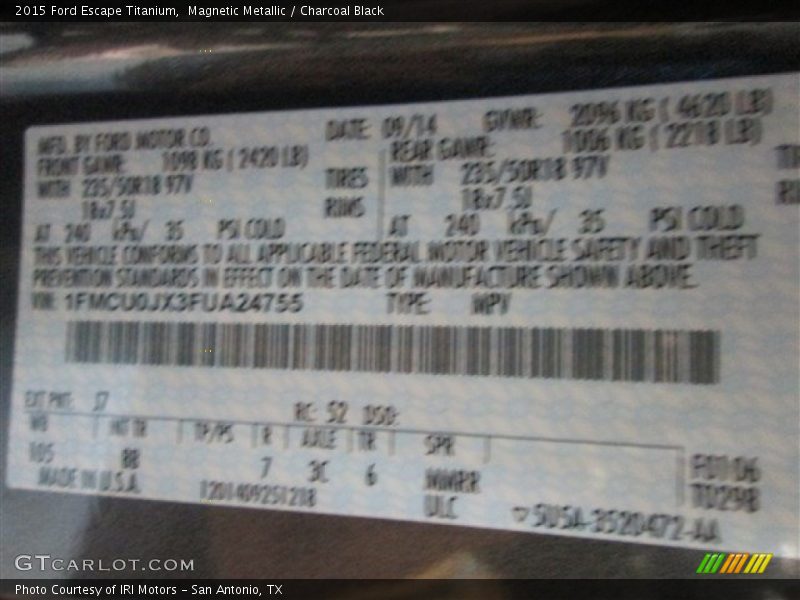 2015 Ford Escape Titanium,  Magnetic Metallic / Charcoal Black
MFD. BY FORD MOTOR CO.
DATE: 09/14
GVWR: 2096 KG ( 4620 LB)
FRONT GAWR: 1098 KG ( 2420 LB)
REAR GAWR: 1006 KG ( 2218 LB)
WITH 235/50R18 97V TIRES
WITH 235/50R18 97V
18x7.5J RIMS
18x7.5J
AT 240 kPa/ 35 PSI COLD
AT 240 kPa/ 35 PSI COLD
THIS VEHICLE CONFORMS TO ALL APPLICABLE FEDERAL MOTOR VEHICLE SAFETY AND THEFT
PREVENTION STANDARDS IN EFFECT ON THE DATE OF MANUFACTURE SHOWN ABOVE.
VIN: 1FMCU0JX3FUA24755
TYPE: MPV
EXT PNT: J7
RC: 52 DSO:
WB INT TR TP/PS R AXLE TR SPR
105 7 3C 6
MADE IN U.S.A.
1201409251218
ULC
5U5A-3520472-AA
GTCARLOT.COM
Photo Courtesy of IRI Motors – San Antonio, TX